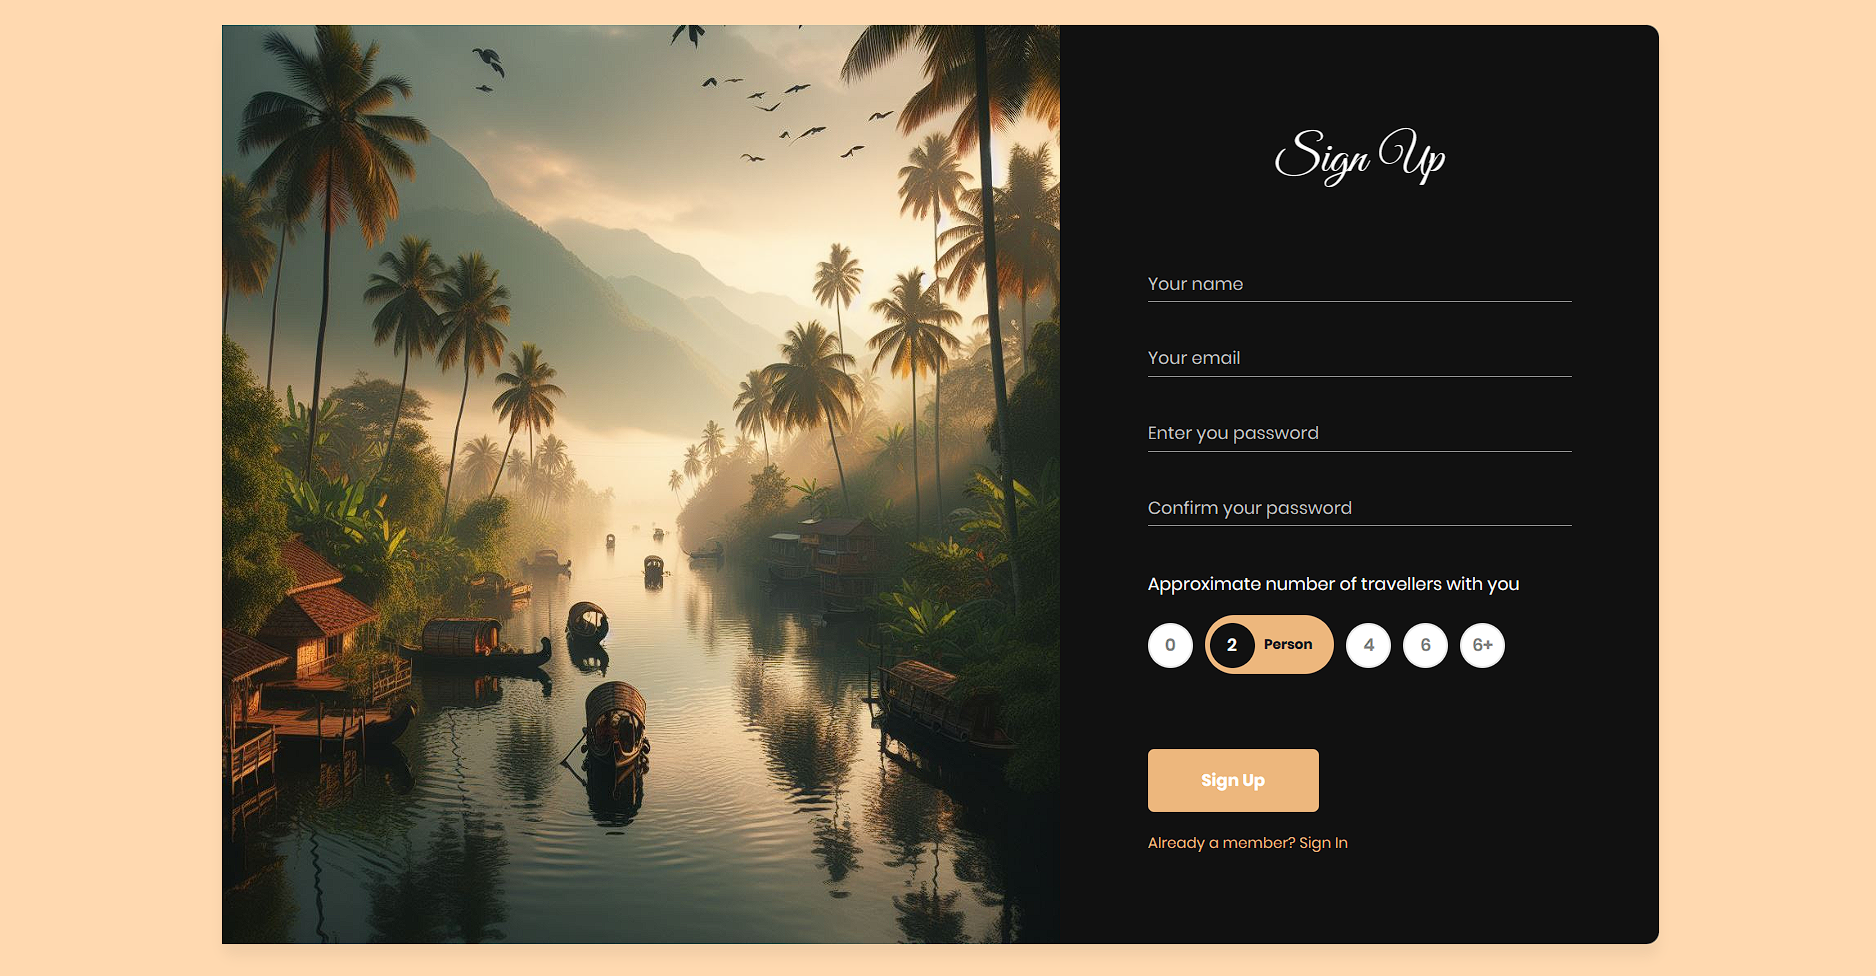 Sign Up
Your name
Your email
Enter you password
Confirm your password
Approximate number of travellers with you
0 2 Person 4 6 6+
Sign Up
Already a member? Sign In